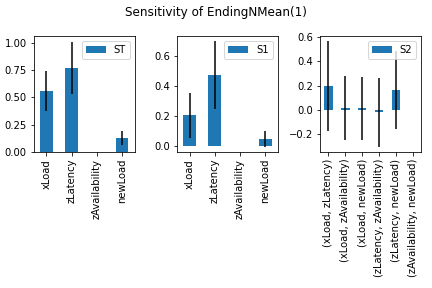 Sensitivity of EndingNMean(1)
1.00
0.75
0.50
0.25
0.00
ST
xLoad
zLatency
zAvailability
newLoad
0.6
0.4
0.2
0.0
S1
xLoad
zLatency
zAvailability
newLoad
0.6
0.4
0.2
0.0
−0.2
S2
(xLoad, zLatency)
(xLoad, zAvailability)
(xLoad, newLoad)
(zLatency, zAvailability)
(zLatency, newLoad)
(zAvailability, newLoad)